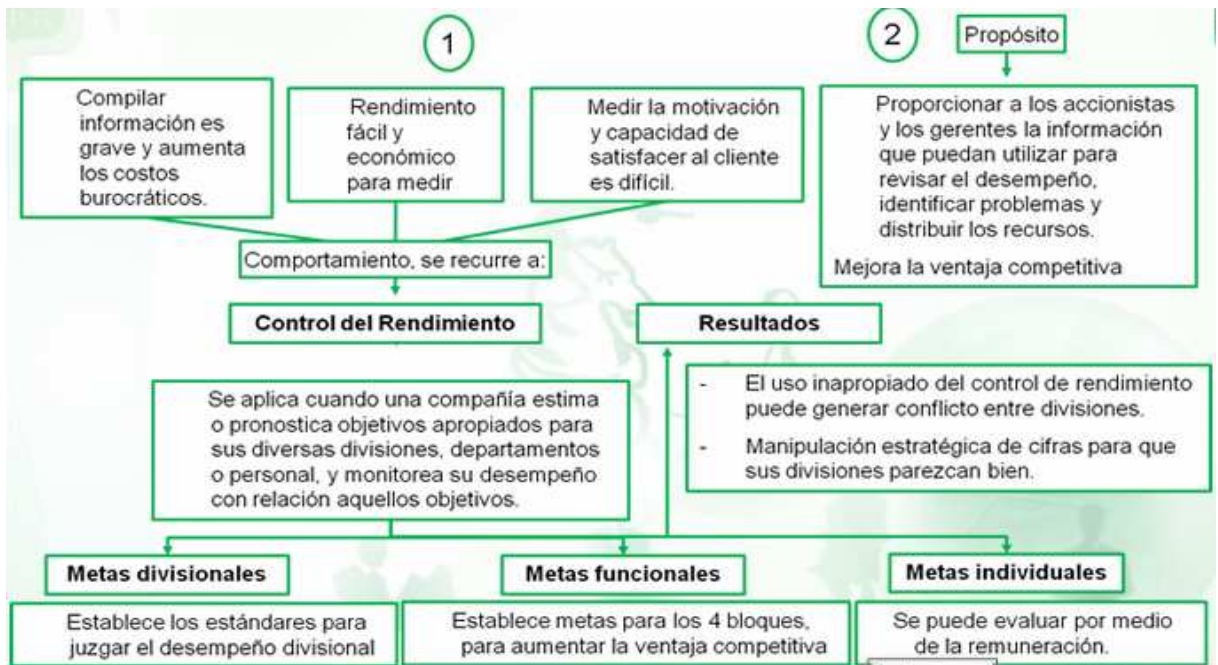 1
2
Propósito
Compilar
información es
grave y aumenta
los costos
burocráticos.
Rendimiento
fácil y
económico
para medir
Medir la motivación
y capacidad de
satisfacer al cliente
es difícil.
Proporcionar a los accionistas
y los gerentes la información
que puedan utilizar para
revisar el desempeño,
identificar problemas y
distribuir los recursos.
Mejora la ventaja competitiva
Comportamiento, se recurre a:
Control del Rendimiento
Resultados
Se aplica cuando una compañía estima
o pronostica objetivos apropiados para
sus diversas divisiones, departamentos
o personal, y monitorea su desempeño
con relación aquellos objetivos.
- El uso inapropiado del control de rendimiento
puede generar conflicto entre divisiones.
- Manipulación estratégica de cifras para que
sus divisiones parezcan bien.
Metas divisionales
Metas funcionales
Metas individuales
Establece los estándares para
juzgar el desempeño divisional
Establece metas para los 4 bloques,
para aumentar la ventaja competitiva
Se puede evaluar por medio
de la remuneración.